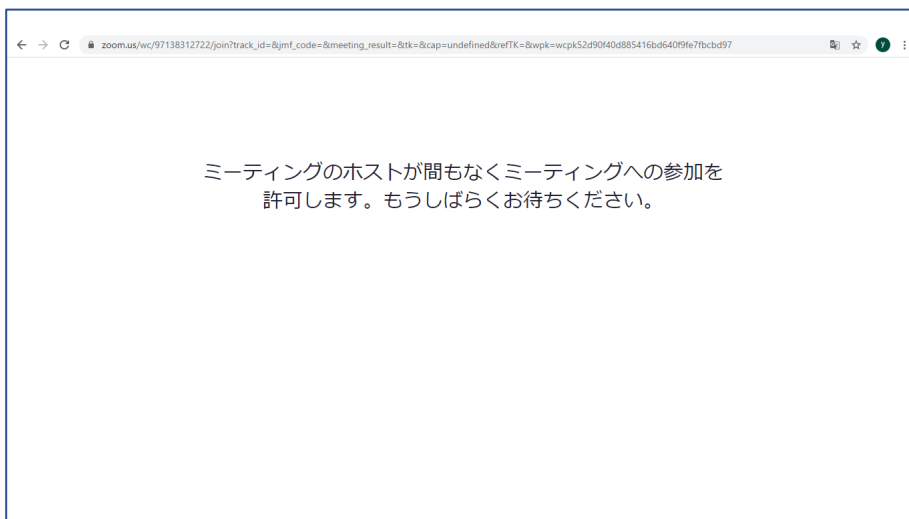 zoom.us/wc/97138312722/join?track_id=&jmf_code=&meeting_result=&tk=&cap=undefined&refTK=&wpk=wcpk52d90f40d885416bd640f9fe7fbcbd97
y
ミーティングのホストが間もなくミーティングへの参加を
許可します。もうしばらくお待ちください。